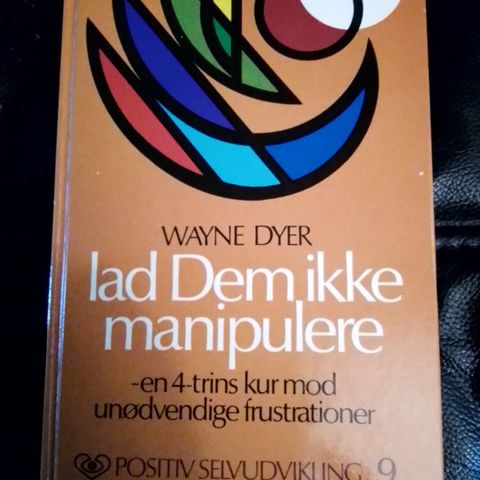 WAYNE DYER
lad Dem ikke
manipulere
-en 4-trins kur mod
unødvendige frustrationer
POSITIV SELVUDVIKLING 9